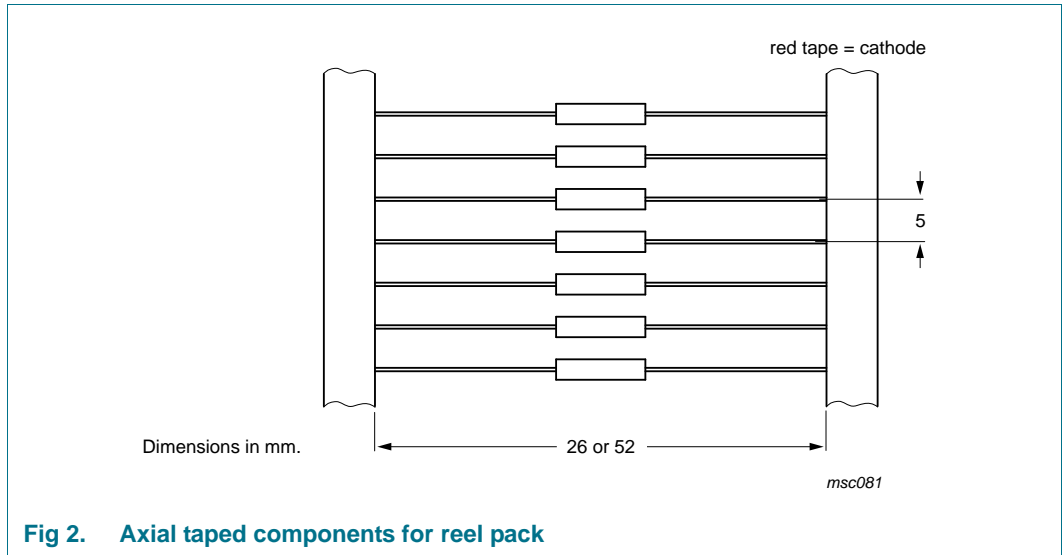 red tape = cathode
5
Dimensions in mm.
26 or 52
msc081
Fig 2. Axial taped components for reel pack